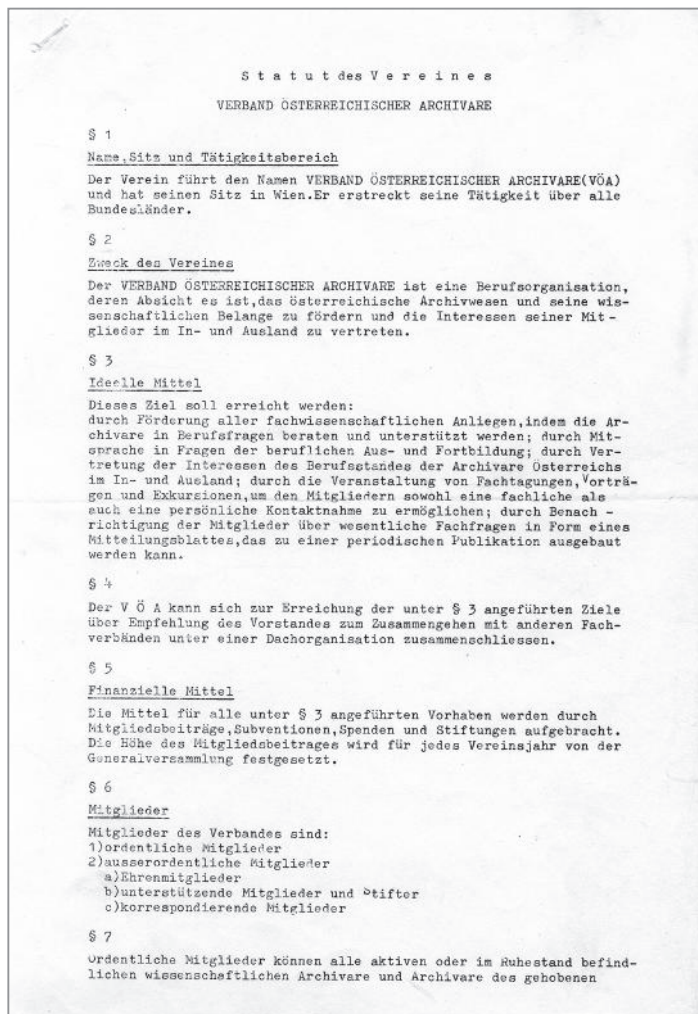 S t a t u t des V e r e i n e s
VERBAND ÖSTERREICHISCHER ARCHIVARE
§ 1
Name,Sitz und Tätigkeitsbereich
Der Verein führt den Namen VERBAND ÖSTERREICHISCHER ARCHIVARE(VÖA)
und hat seinen Sitz in Wien.Er erstreckt seine Tätigkeit über alle
Bundesländer.
§ 2
Zweck des Vereines
Der VERBAND ÖSTERREICHISCHER ARCHIVARE ist eine Berufsorganisation,
deren Absicht es ist,das österreichische Archivwesen und seine wis-
senschaftlichen Belange zu fördern und die Interessen seiner Mit -
glieder im In- und Ausland zu vertreten.
§ 3
Ideelle Mittel
Dieses Ziel soll erreicht werden:
durch Förderung aller fachwissenschaftlichen Anliegen,indem die Ar-
chivare in Berufsfragen beraten und unterstützt werden; durch Mit-
sprache in Fragen der beruflichen Aus- und Fortbildung; durch Ver-
tretung der Interessen des Berufsstandes der Archivare Österreichs
im In- und Ausland; durch die Veranstaltung von Fachtagungen,Vorträ-
gen und Exkursionen,um den Mitgliedern sowohl eine fachliche als
auch eine persönliche Kontaktnahme zu ermöglichen; durch Benach -
richtigung der Mitglieder über wesentliche Fachfragen in Form eines
Mitteilungsblattes,das zu einer periodischen Publikation ausgebaut
werden kann.
§ 4
Der V Ö A kann sich zur Erreichung der unter § 3 angeführten Ziele
über Empfehlung des Vorstandes zum Zusammengehen mit anderen Fach-
verbänden unter einer Dachorganisation zusammenschliessen.
§ 5
Finanzielle Mittel
Die Mittel für alle unter § 3 angeführten Vorhaben werden durch
Mitgliedsbeiträge,Subventionen,Spenden und Stiftungen aufgebracht.
Die Höhe des Mitgliedsbeitrages wird für jedes Vereinsjahr von der
Generalversammlung festgesetzt.
§ 6
Mitglieder
Mitglieder des Verbandes sind:
1)ordentliche Mitglieder
2)ausserordentliche Mitglieder
a)Ehrenmitglieder
b)unterstützende Mitglieder und Stifter
c)korrespondierende Mitglieder
§ 7
Ordentliche Mitglieder können alle aktiven oder im Ruhestand befind-
lichen wissenschaftlichen Archivare und Archivare des gehobenen